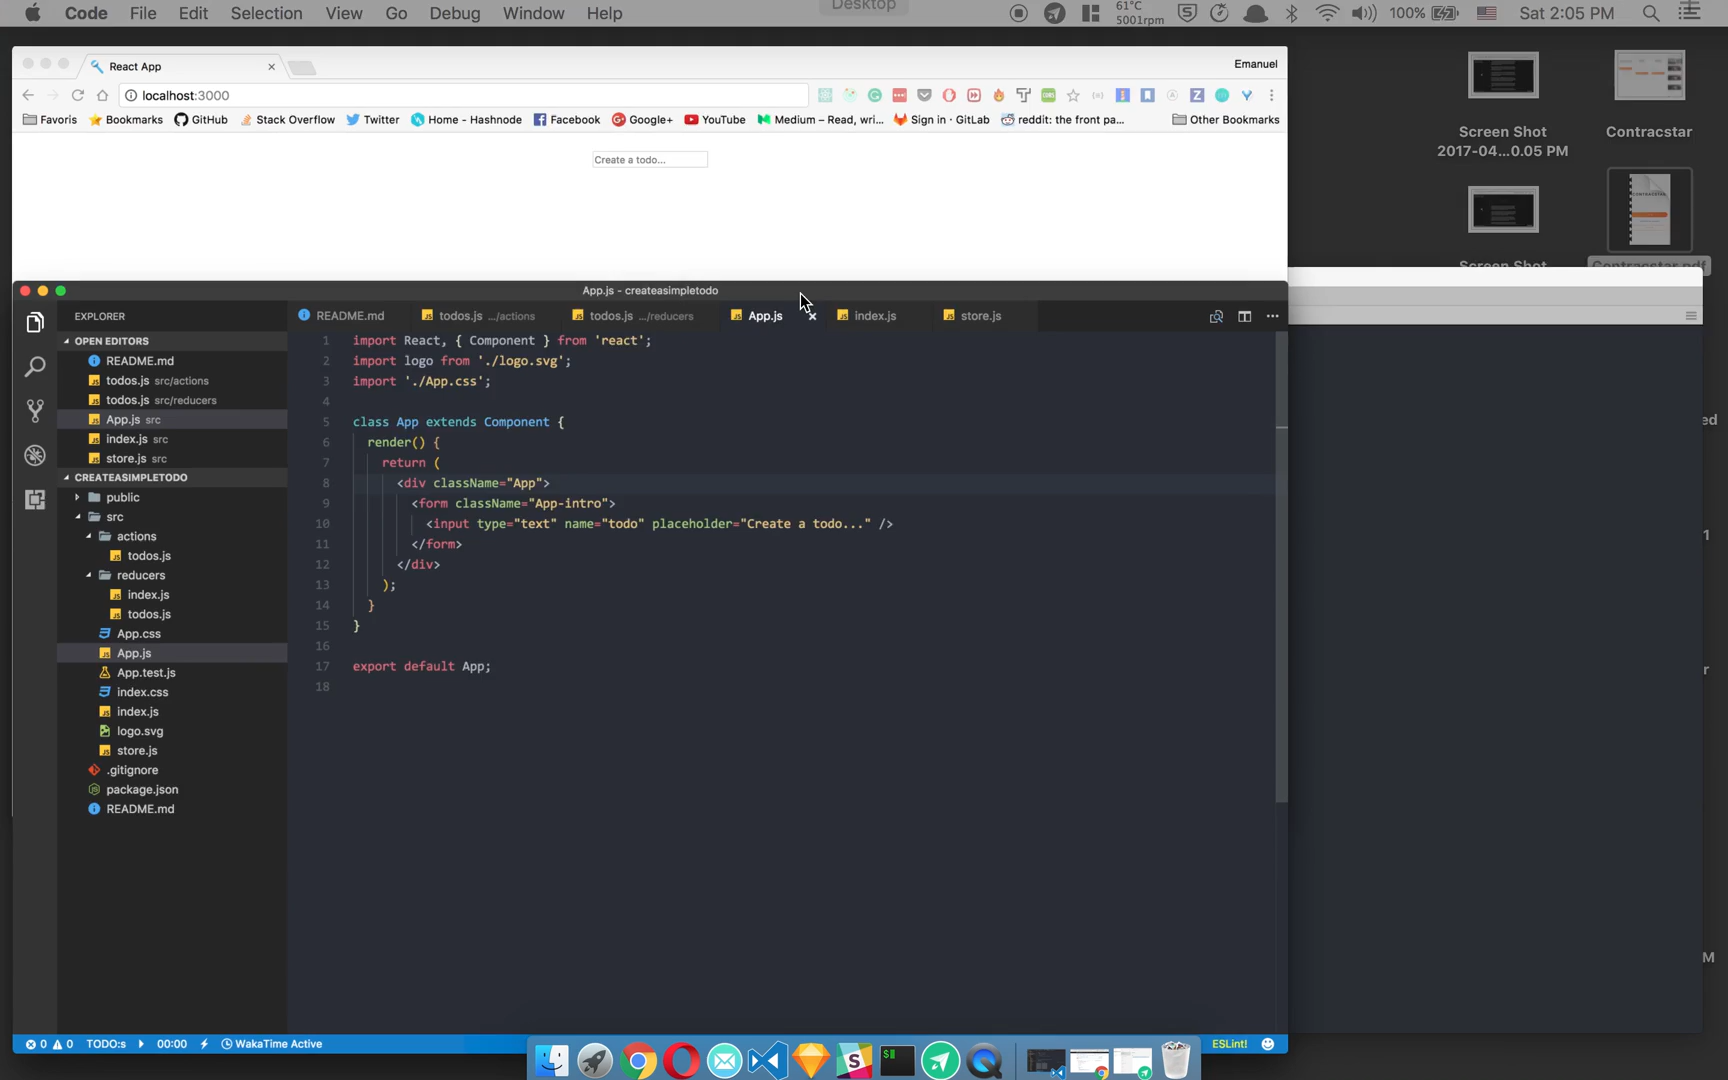 Code File Edit Selection View Go Debug Window Help
Desktop
61°C
5001rpm
100%
Sat 2:05 PM
React App
Emanuel
localhost:3000
Favoris Bookmarks GitHub Stack Overflow Twitter Home - Hashnode Facebook Google+ YouTube Medium – Read, wri... Sign in · GitLab reddit: the front pa... Other Bookmarks
Create a todo...
Screen Shot
2017-04...0.05 PM
Contracstar
Screen Shot
Contracstar.pdf
App.js - createasimpletodo
EXPLORER
README.md
todos.js .../actions
todos.js .../reducers
App.js
index.js
store.js
OPEN EDITORS
README.md
todos.js src/actions
todos.js src/reducers
App.js src
index.js src
store.js src
CREATEASIMPLETODO
public
src
actions
todos.js
reducers
index.js
todos.js
App.css
App.js
App.test.js
index.css
index.js
logo.svg
store.js
.gitignore
package.json
README.md
1 import React, { Component } from 'react';
2 import logo from './logo.svg';
3 import './App.css';
4
5 class App extends Component {
6 render() {
7 return (
8 <div className="App">
9 <form className="App-intro">
10 <input type="text" name="todo" placeholder="Create a todo..." />
11 </form>
12 </div>
13 );
14 }
15 }
16
17 export default App;
18
ed
1
r
M
0 0 TODO:s 00:00 WakaTime Active
ESLint!